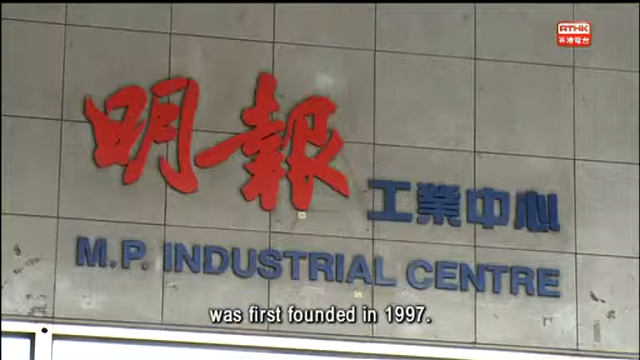 RTHK
香港電台
明報
工業中心
M.P. INDUSTRIAL CENTRE
was first founded in 1997.